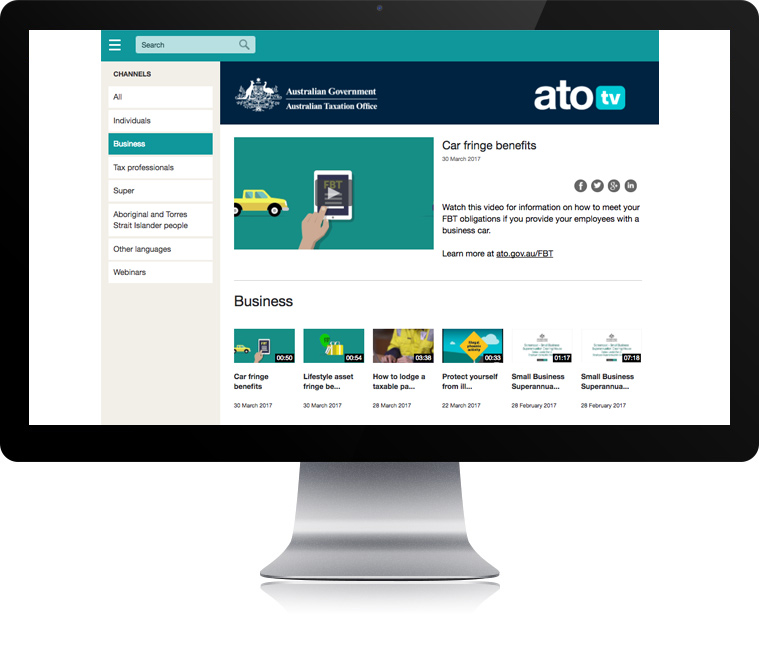 Search
CHANNELS
All
Individuals
Business
Tax professionals
Super
Aboriginal and Torres
Strait Islander people
Other languages
Webinars
Australian Government
Australian Taxation Office
ato tv
FBT
Car fringe benefits
30 March 2017
f g+ in
Watch this video for information on how to meet your
FBT obligations if you provide your employees with a
business car.
Learn more at ato.gov.au/FBT
Business
00:50
00:54
03:38
Illegal
phoenix
activity
00:33
01:17
07:18
Car fringe
benefits
30 March 2017
Lifestyle asset
fringe be...
30 March 2017
How to lodge a
taxable pa...
28 March 2017
Protect yourself
from ill...
22 March 2017
Small Business
Superannua...
28 February 2017
Small Business
Superannua...
28 February 2017